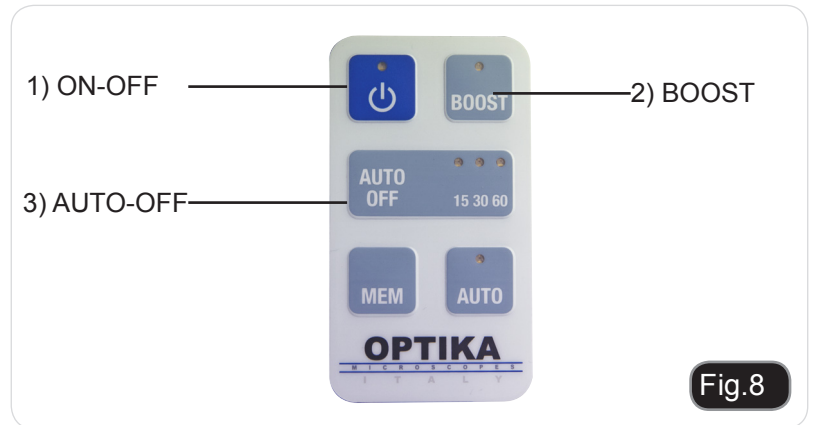 1) ON-OFF
BOOST
2) BOOST
3) AUTO-OFF
AUTO
OFF
15 30 60
MEM
AUTO
OPTIKA
MICROSCOPES
ITALY
Fig.8